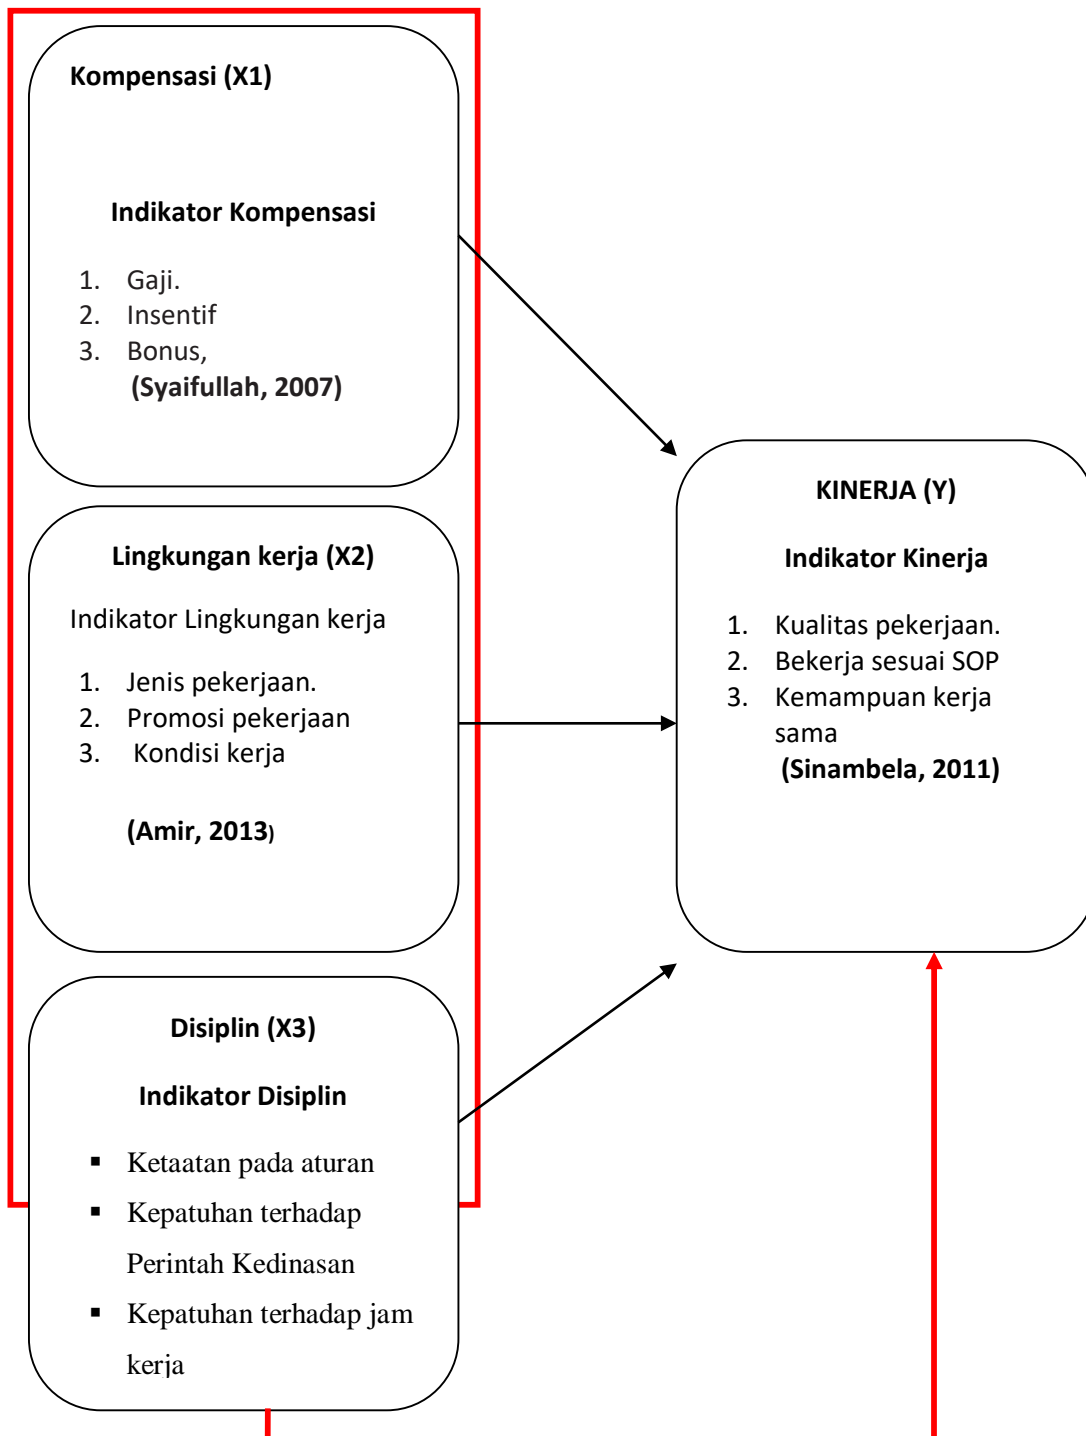 Kompensasi (X1)
Indikator Kompensasi
1. Gaji.
2. Insentif
3. Bonus,
(Syaifullah, 2007)
Lingkungan kerja (X2)
Indikator Lingkungan kerja
1. Jenis pekerjaan.
2. Promosi pekerjaan
3. Kondisi kerja
(Amir, 2013)
Disiplin (X3)
Indikator Disiplin
▪ Ketaatan pada aturan
▪ Kepatuhan terhadap
Perintah Kedinasan
▪ Kepatuhan terhadap jam
kerja
KINERJA (Y)
Indikator Kinerja
1. Kualitas pekerjaan.
2. Bekerja sesuai SOP
3. Kemampuan kerja
sama
(Sinambela, 2011)